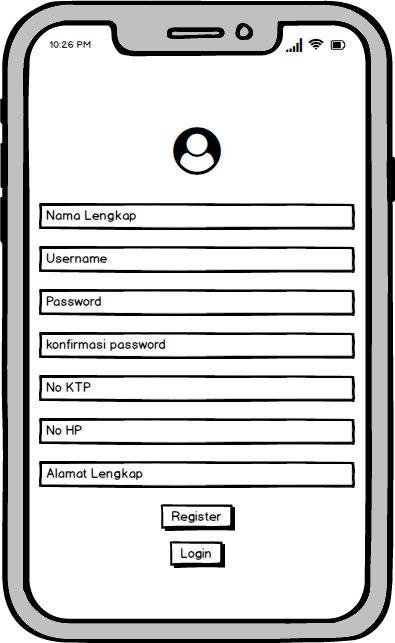 10:26 PM
Nama Lengkap
Username
Password
konfirmasi password
No KTP
No HP
Alamat Lengkap
Register
Login